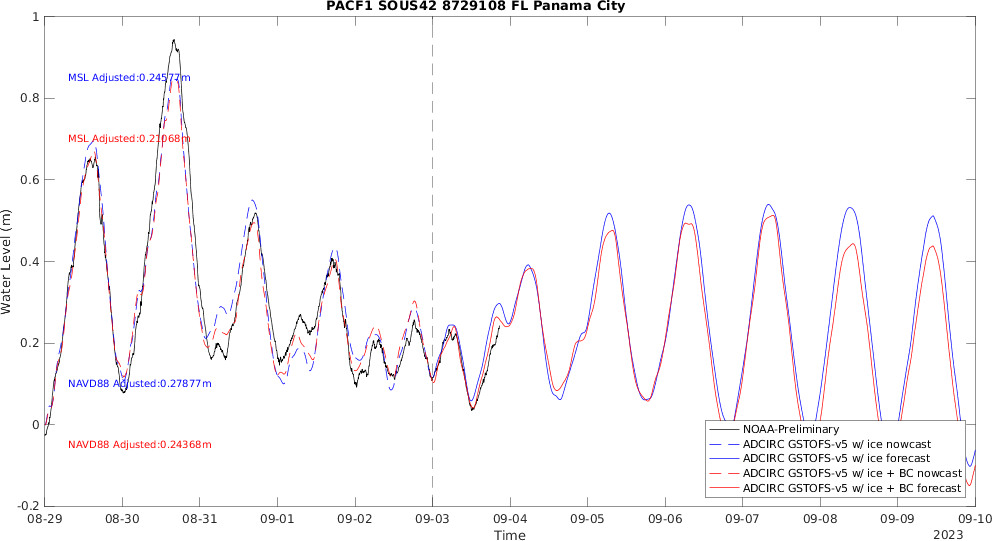 PACF1 SOUS42 8729108 FL Panama City
1
0.8
0.6
0.4
0.2
0
-0.2
Water Level (m)
MSL Adjusted:0.24577m
MSL Adjusted:0.21068m
NAVD88 Adjusted:0.27877m
NAVD88 Adjusted:0.24368m
NOAA-Preliminary
ADCIRC GSTOFS-v5 w/ ice nowcast
ADCIRC GSTOFS-v5 w/ ice forecast
ADCIRC GSTOFS-v5 w/ ice + BC nowcast
ADCIRC GSTOFS-v5 w/ ice + BC forecast
08-29 08-30 08-31 09-01 09-02 09-03 09-04 09-05 09-06 09-07 09-08 09-09 09-10
Time
2023